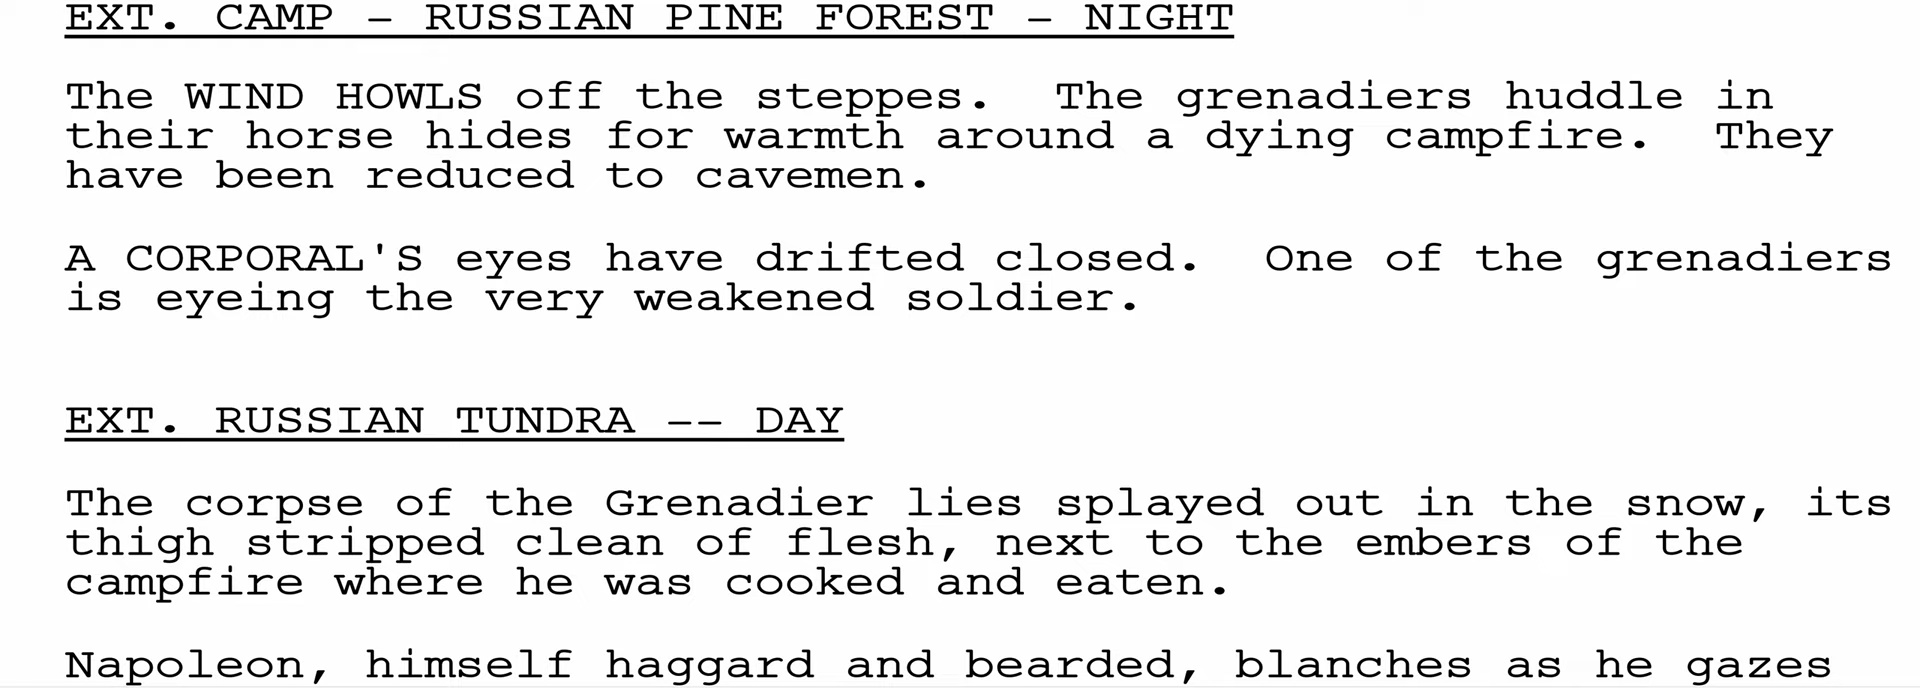 EXT. CAMP – RUSSIAN PINE FOREST – NIGHT
The WIND HOWLS off the steppes.  The grenadiers huddle in
their horse hides for warmth around a dying campfire.  They
have been reduced to cavemen.
A CORPORAL'S eyes have drifted closed.  One of the grenadiers
is eyeing the very weakened soldier.
EXT. RUSSIAN TUNDRA -- DAY
The corpse of the Grenadier lies splayed out in the snow, its
thigh stripped clean of flesh, next to the embers of the
campfire where he was cooked and eaten.
Napoleon, himself haggard and bearded, blanches as he gazes